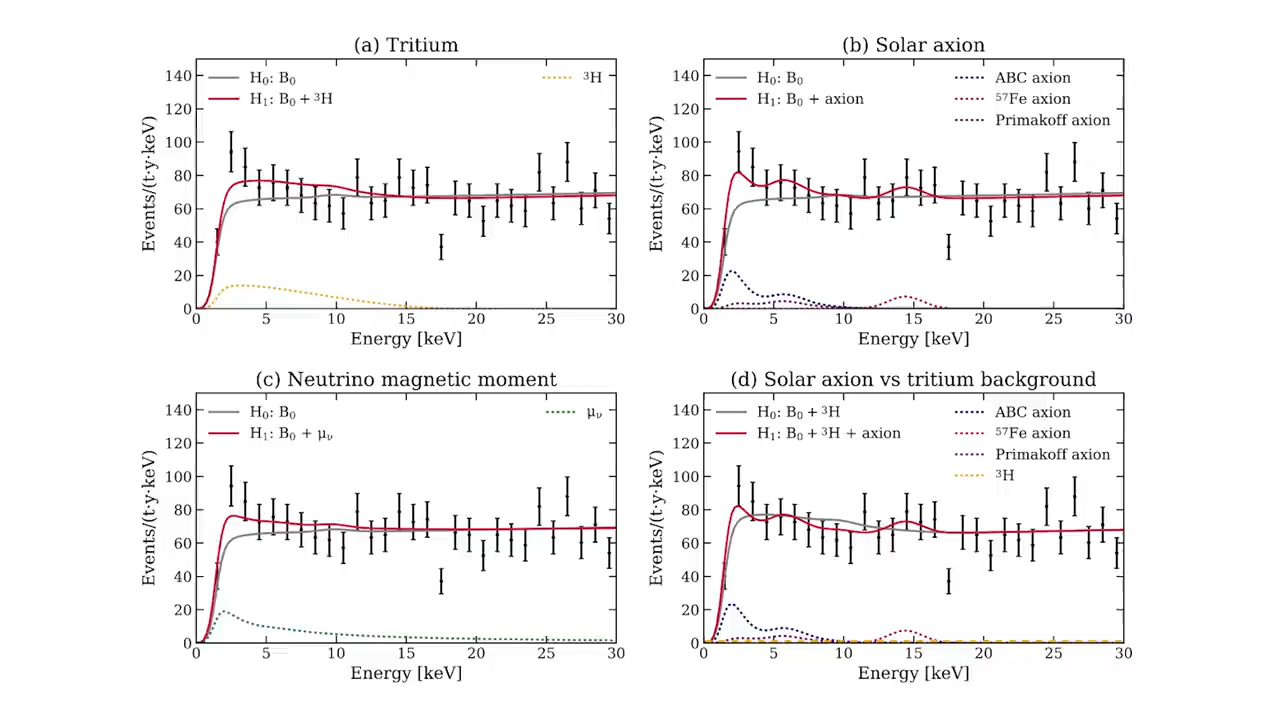 (a) Tritium
H₀: B₀
H₁: B₀ + ³H
³H
Events/(t·y·keV)
140
120
100
80
60
40
20
0
0 5 10 15 20 25 30
Energy [keV]
(b) Solar axion
H₀: B₀
H₁: B₀ + axion
ABC axion
⁵⁷Fe axion
Primakoff axion
Events/(t·y·keV)
140
120
100
80
60
40
20
0
0 5 10 15 20 25 30
Energy [keV]
(c) Neutrino magnetic moment
H₀: B₀
H₁: B₀ + μᵥ
μᵥ
Events/(t·y·keV)
140
120
100
80
60
40
20
0
0 5 10 15 20 25 30
Energy [keV]
(d) Solar axion vs tritium background
H₀: B₀ + ³H
H₁: B₀ + ³H + axion
ABC axion
⁵⁷Fe axion
Primakoff axion
³H
Events/(t·y·keV)
140
120
100
80
60
40
20
0
0 5 10 15 20 25 30
Energy [keV]